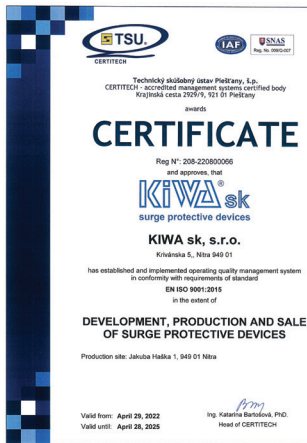 TSU.
CERTITECH
IAF
SNAS
Reg. No. 009/Q-007
Technický skúšobný ústav Piešťany, š.p.
CERTITECH - accredited management systems certified body
Krajinská cesta 2929/9, 921 01 Piešťany
awards
CERTIFICATE
Reg N°: 208-220800066
and approves, that
KIWA® sk
surge protective devices
KIWA sk, s.r.o.
Krivánska 5,, Nitra 949 01
has established and implemented operating quality management system
in conformity with requirements of standard
EN ISO 9001:2015
in the extent of
DEVELOPMENT, PRODUCTION AND SALE
OF SURGE PROTECTIVE DEVICES
Production site: Jakuba Haška 1, 949 01 Nitra
Valid from: April 29, 2022
Valid until: April 28, 2025
Ing. Katarína Bartošová, PhD.
Head of CERTITECH